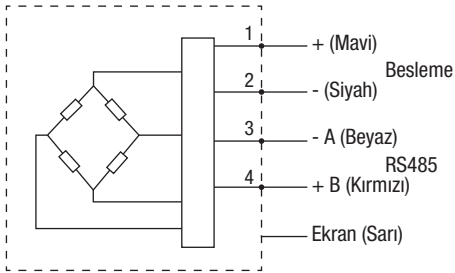 1
+ (Mavi)
Besleme
2
- (Siyah)
3
- A (Beyaz)
RS485
4
+ B (Kırmızı)
Ekran (Sarı)